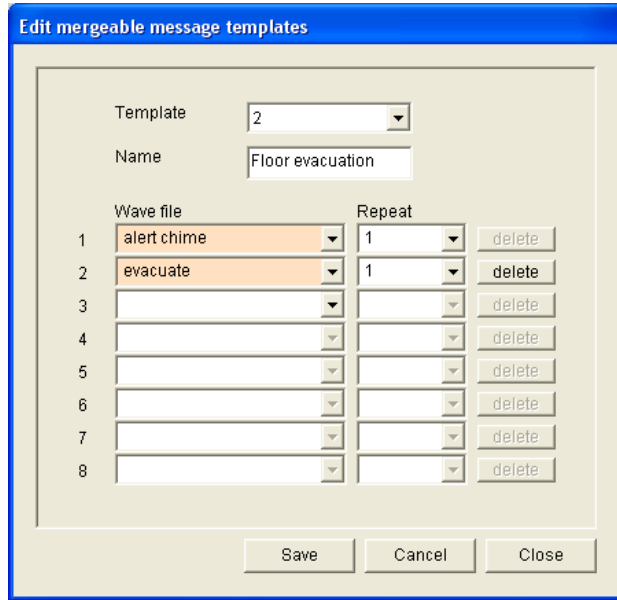 Edit mergeable message templates
Template 2
Name Floor evacuation
Wave file Repeat
1 alert chime 1 delete
2 evacuate 1 delete
3 delete
4 delete
5 delete
6 delete
7 delete
8 delete
Save Cancel Close